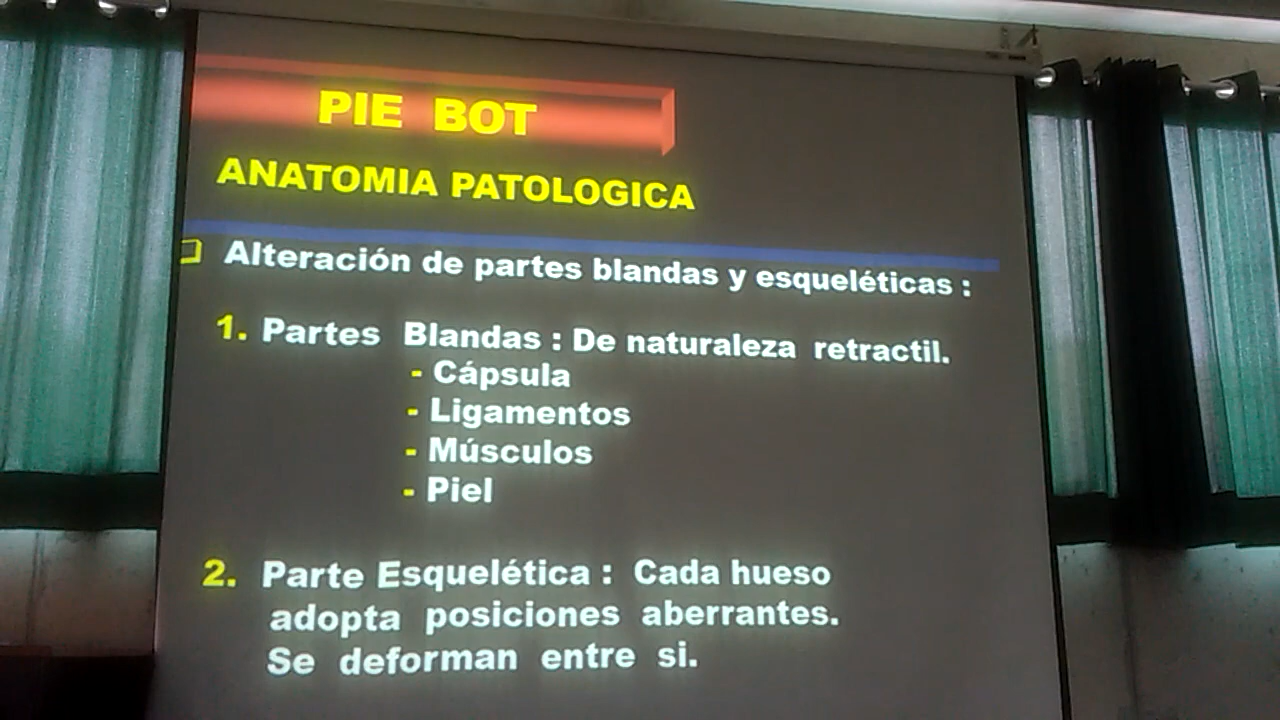 PIE BOT
ANATOMIA PATOLOGICA
Alteración de partes blandas y esqueléticas :
1. Partes Blandas : De naturaleza retractil.
- Cápsula
- Ligamentos
- Músculos
- Piel
2. Parte Esquelética : Cada hueso
adopta posiciones aberrantes.
Se deforman entre si.